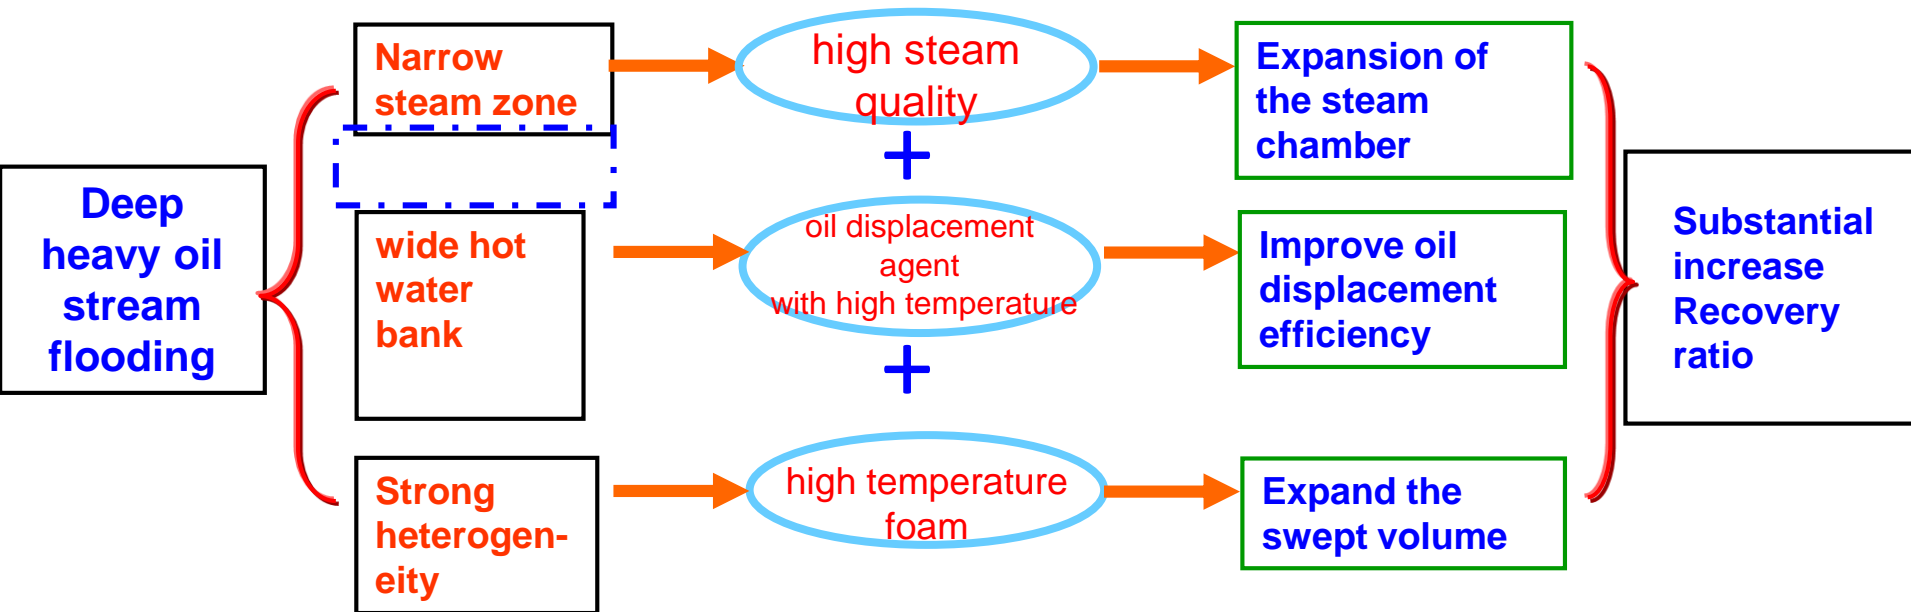 Deep
heavy oil
stream
flooding
Narrow
steam zone
wide hot
water
bank
Strong
heterogen-
eity
high steam
quality
+
oil displacement
agent
with high temperature
+
high temperature
foam
Expansion of
the steam
chamber
Improve oil
displacement
efficiency
Expand the
swept volume
Substantial
increase
Recovery
ratio